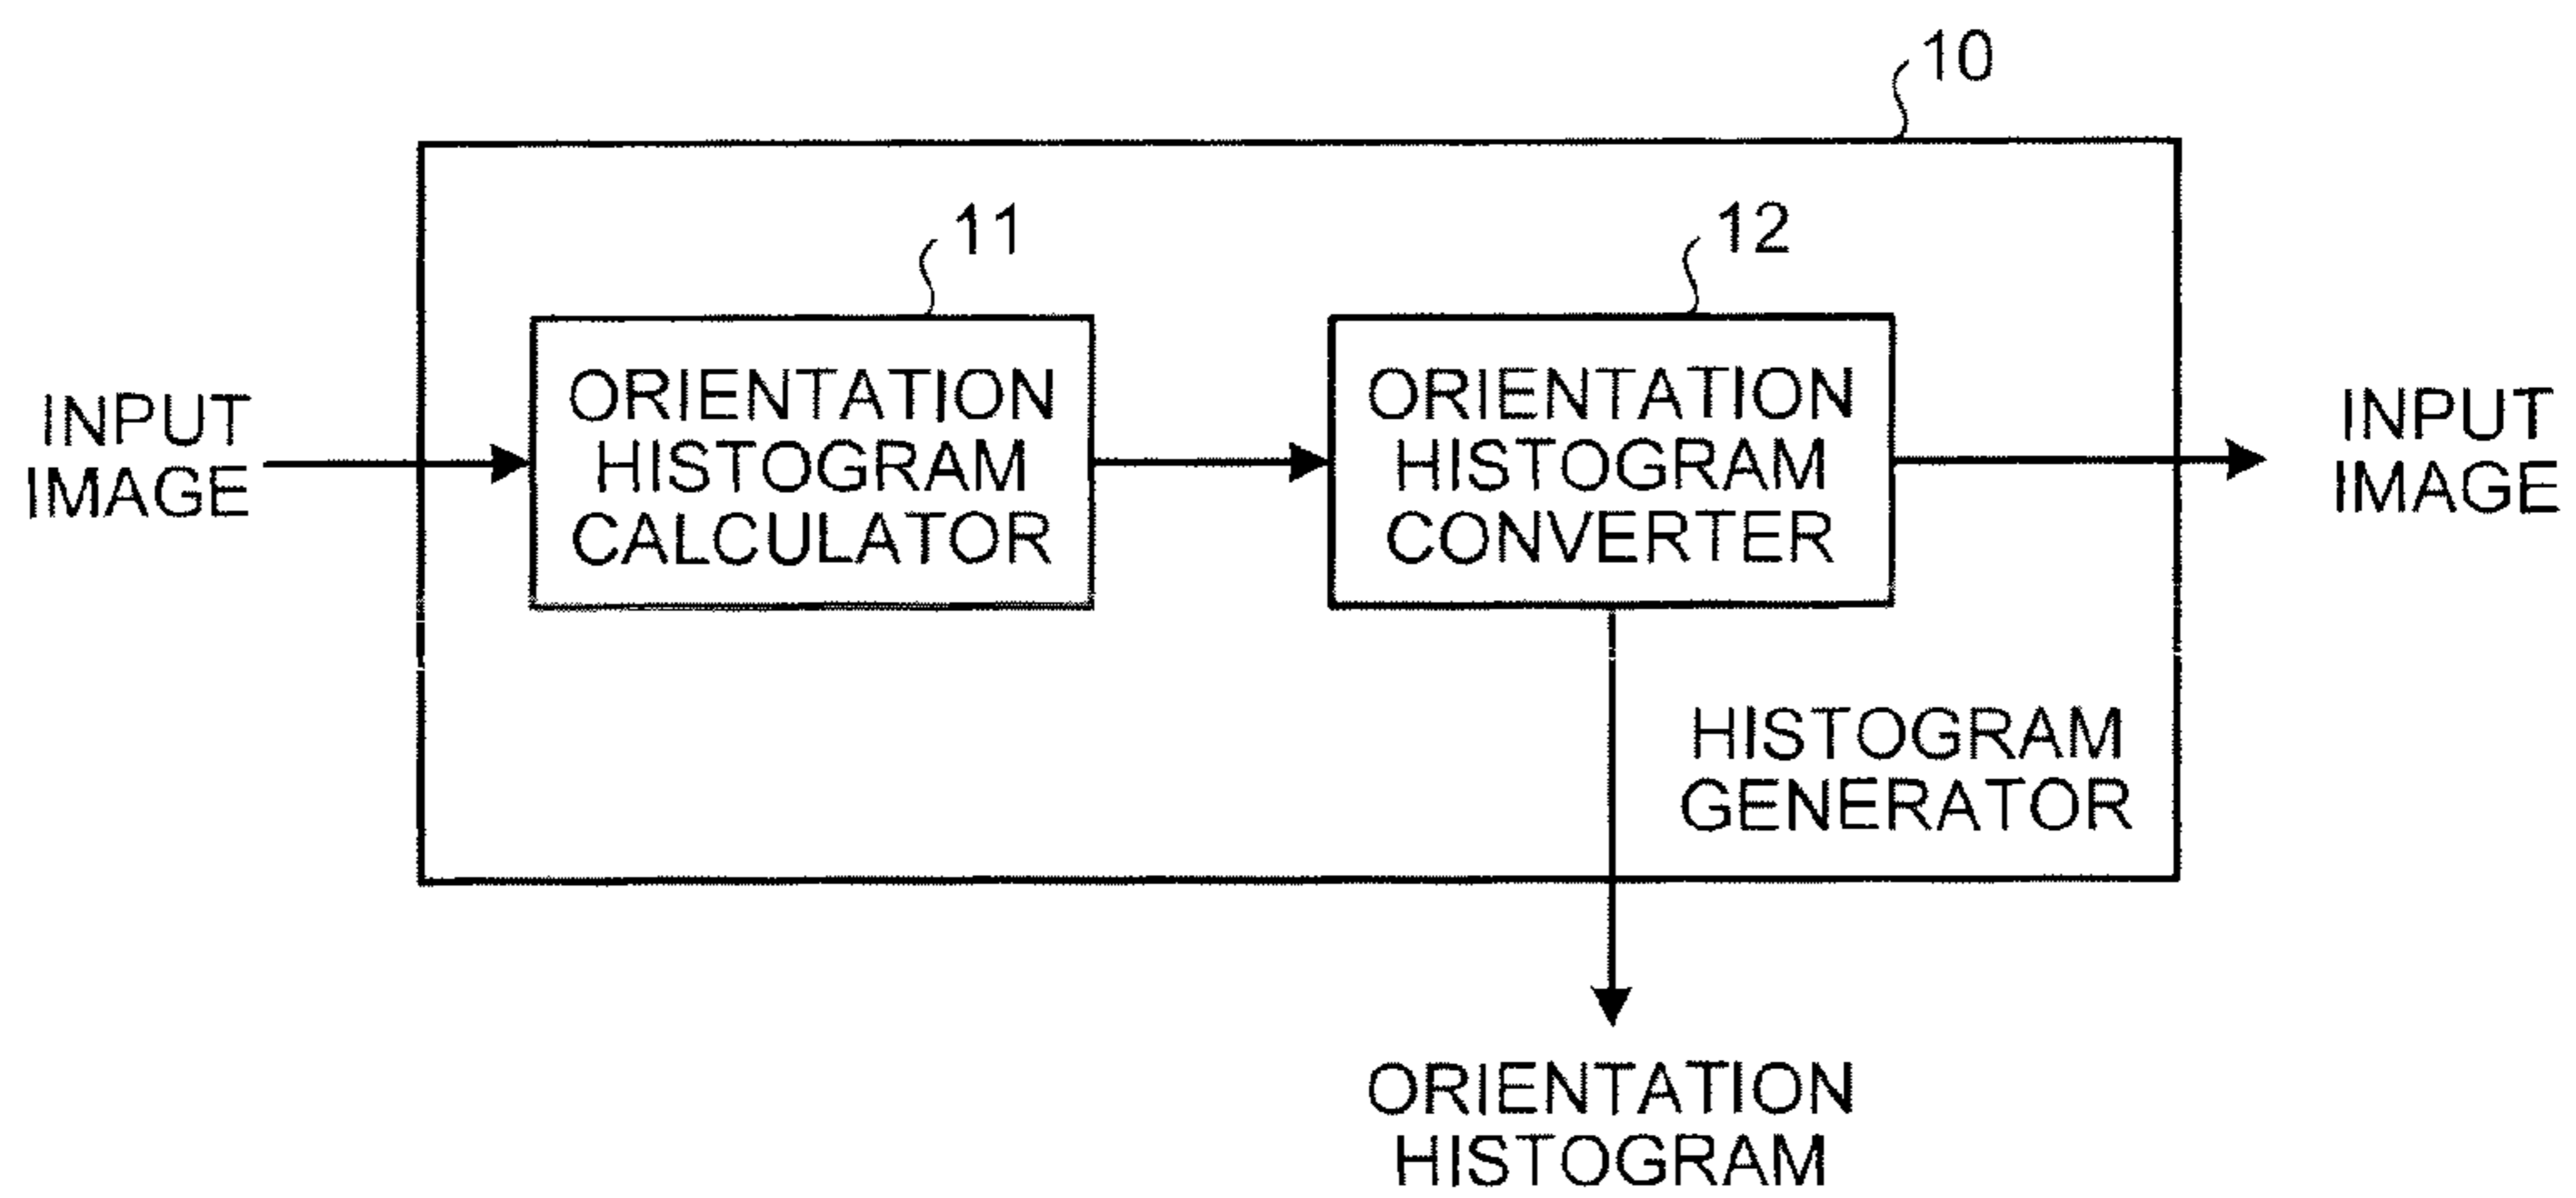 10
11
12
INPUT
IMAGE
ORIENTATION
HISTOGRAM
CALCULATOR
ORIENTATION
HISTOGRAM
CONVERTER
INPUT
IMAGE
HISTOGRAM
GENERATOR
ORIENTATION
HISTOGRAM